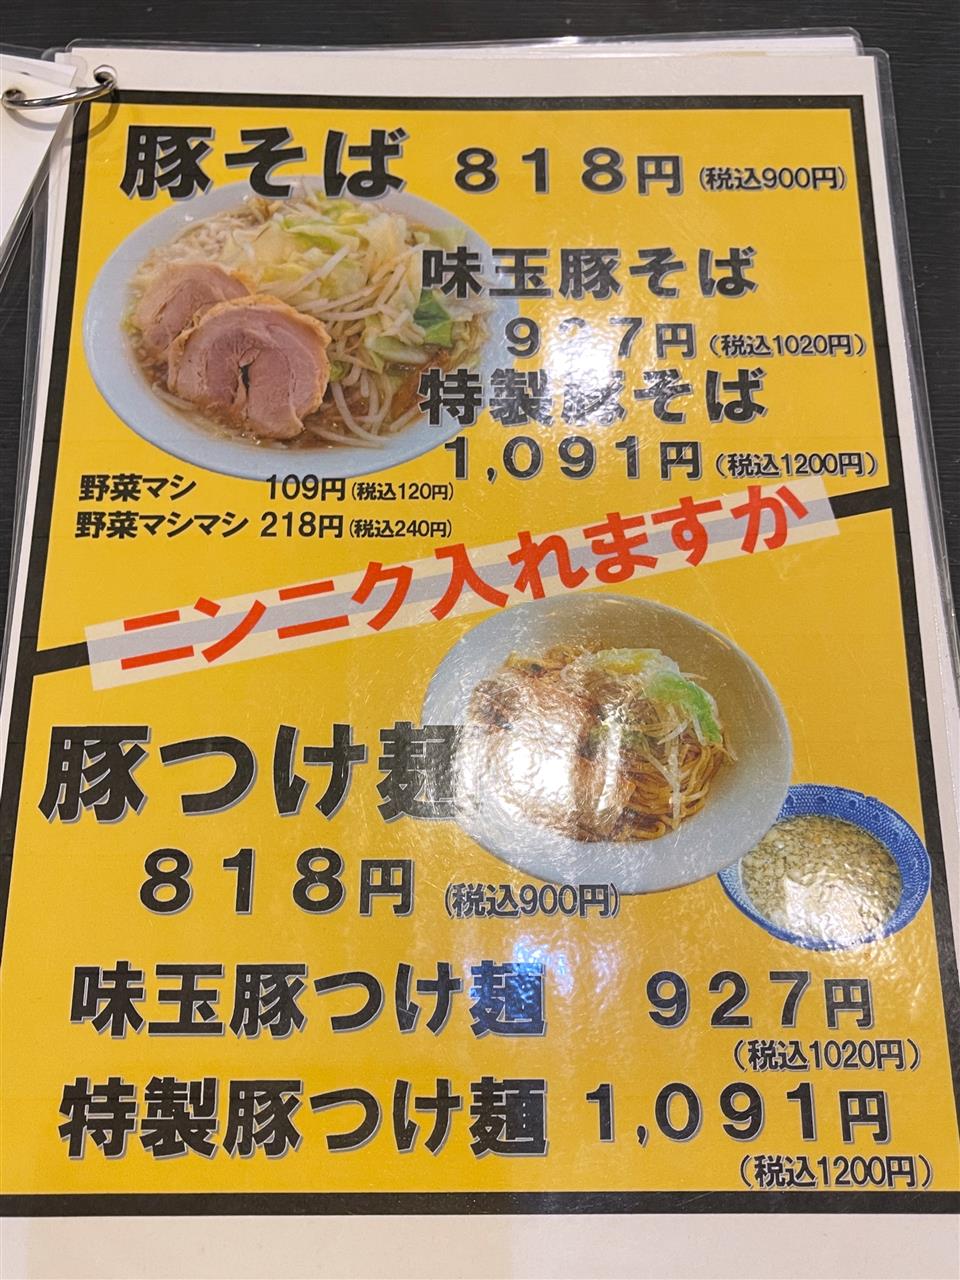 豚そば ８１８円 (税込900円)
味玉豚そば
９２７円 (税込1020円)
特製豚そば
１,０９１円 (税込1200円)
野菜マシ 109円(税込120円)
野菜マシマシ 218円(税込240円)
ニンニク入れますか
豚つけ麺
８１８円 (税込900円)
味玉豚つけ麺 ９２７円
(税込1020円)
特製豚つけ麺 １,０９１円
(税込1200円)